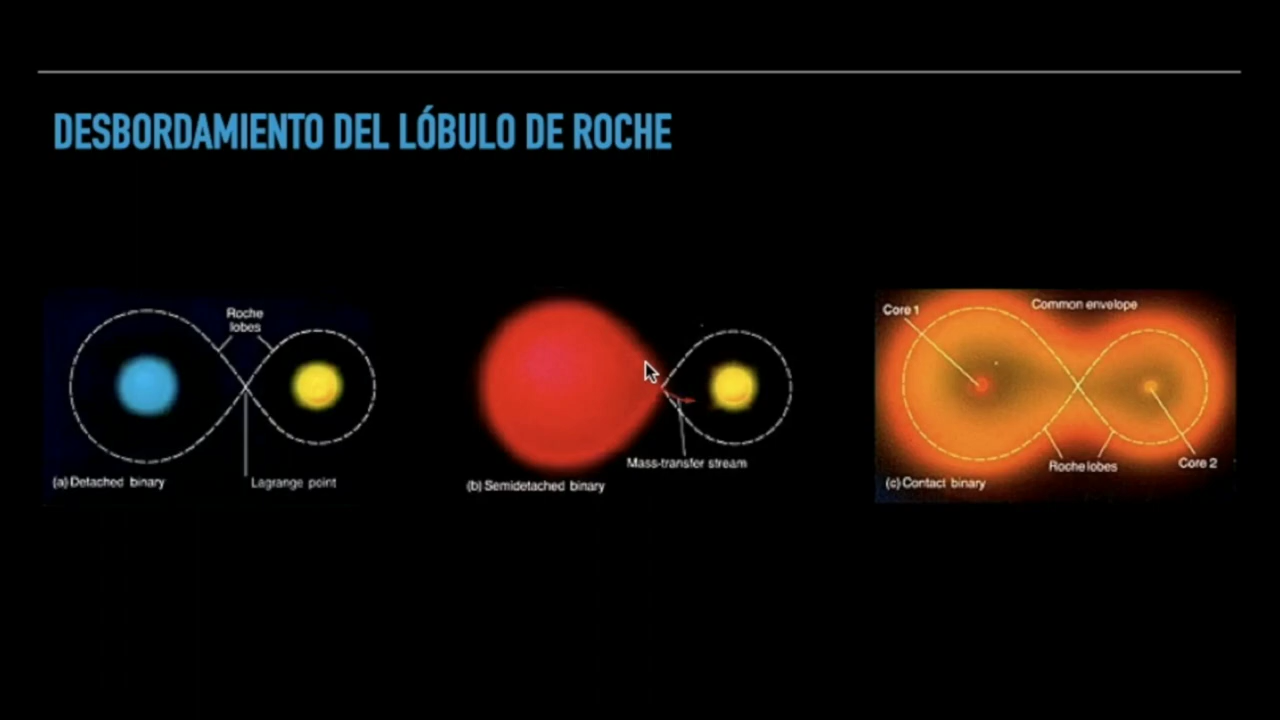 DESBORDAMIENTO DEL LÓBULO DE ROCHE
Roche
lobes
(a) Detached binary
Lagrange point
Mass-transfer stream
(b) Semidetached binary
Core 1
Common envelope
Roche lobes
Core 2
(c) Contact binary